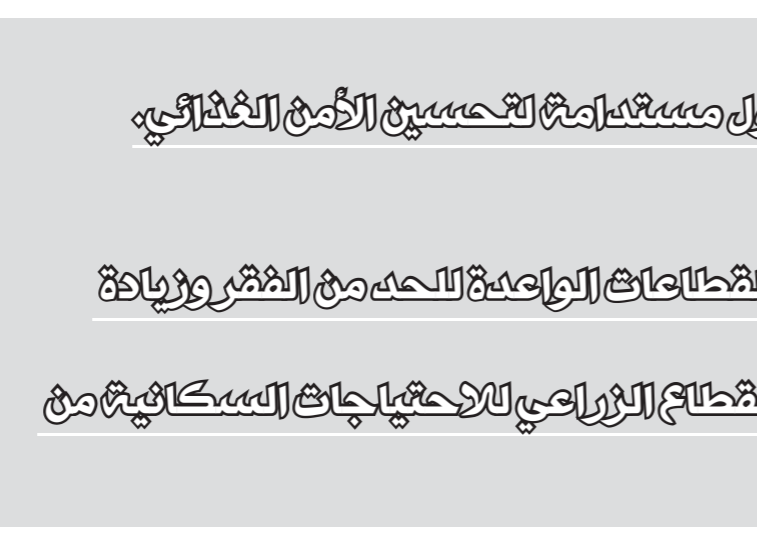 ول مستدامة لتحسين الأمن الغذائي.
لقطاعات الواعدة للحد من الفقر وزيادة
قطاع الزراعي للاحتياجات السكانية من